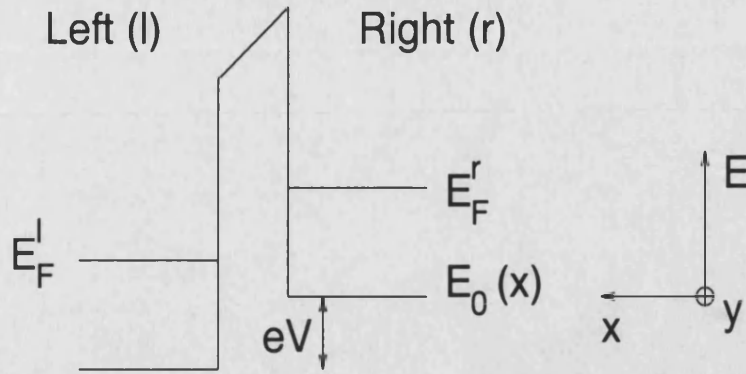 Left (l)
Right (r)
E
E_F^r
E_F^l
E_0 (x)
eV
x
y